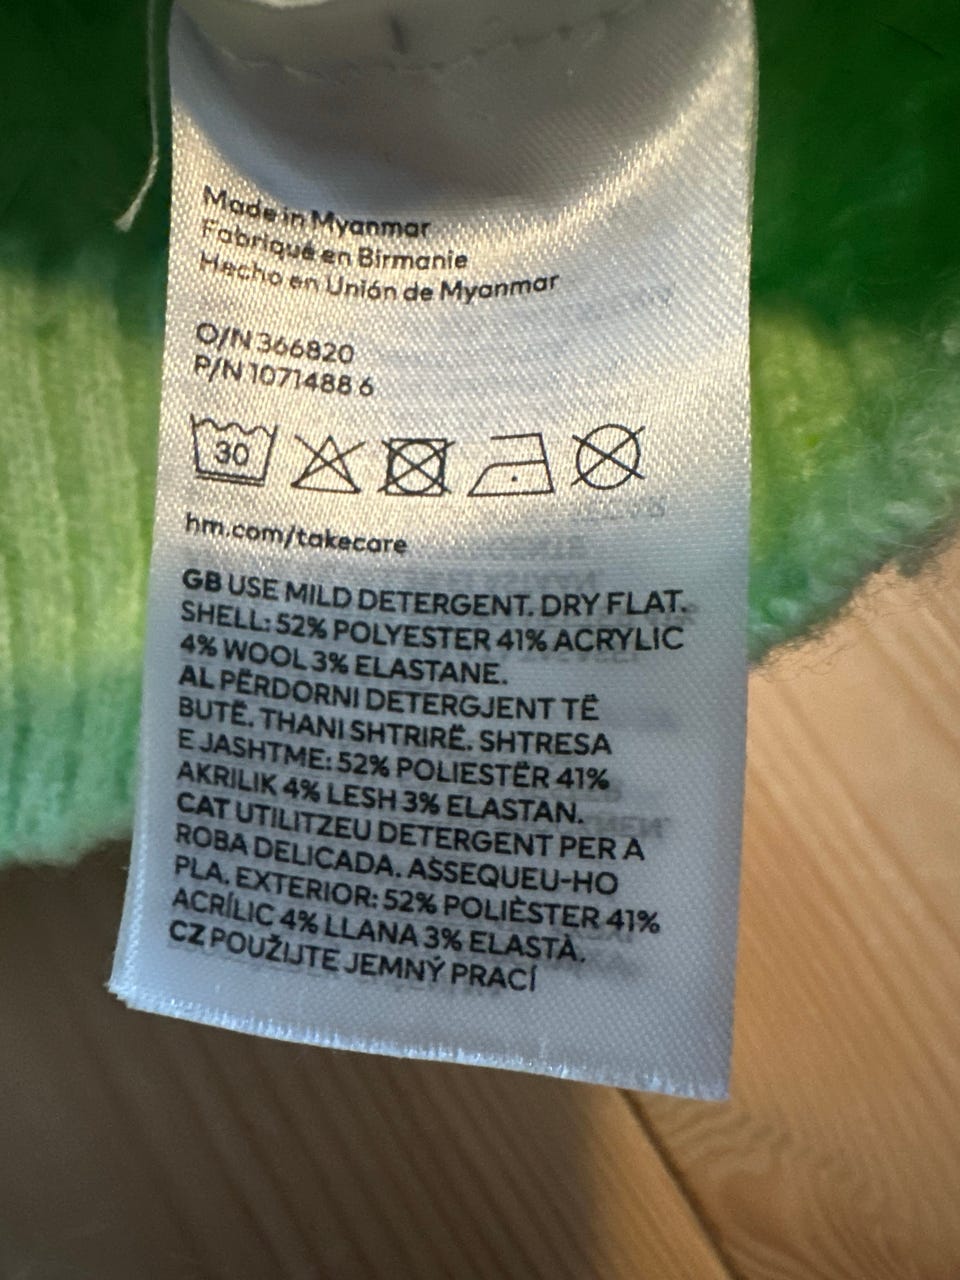 Made in Myanmar
Fabriqué en Birmanie
Hecho en Unión de Myanmar
O/N 366820
P/N 1071488 6
30
hm.com/takecare
GB USE MILD DETERGENT. DRY FLAT.
SHELL: 52% POLYESTER 41% ACRYLIC
4% WOOL 3% ELASTANE.
AL PËRDORNI DETERGJENT TË
BUTË. THANI SHTRIRË. SHTRESA
E JASHTME: 52% POLIESTËR 41%
AKRILIK 4% LESH 3% ELASTAN.
CAT UTILITZEU DETERGENT PER A
ROBA DELICADA. ASSEQUEU-HO
PLA. EXTERIOR: 52% POLIÈSTER 41%
ACRÍLIC 4% LLANA 3% ELASTÀ.
CZ POUŽIJTE JEMNÝ PRACÍ